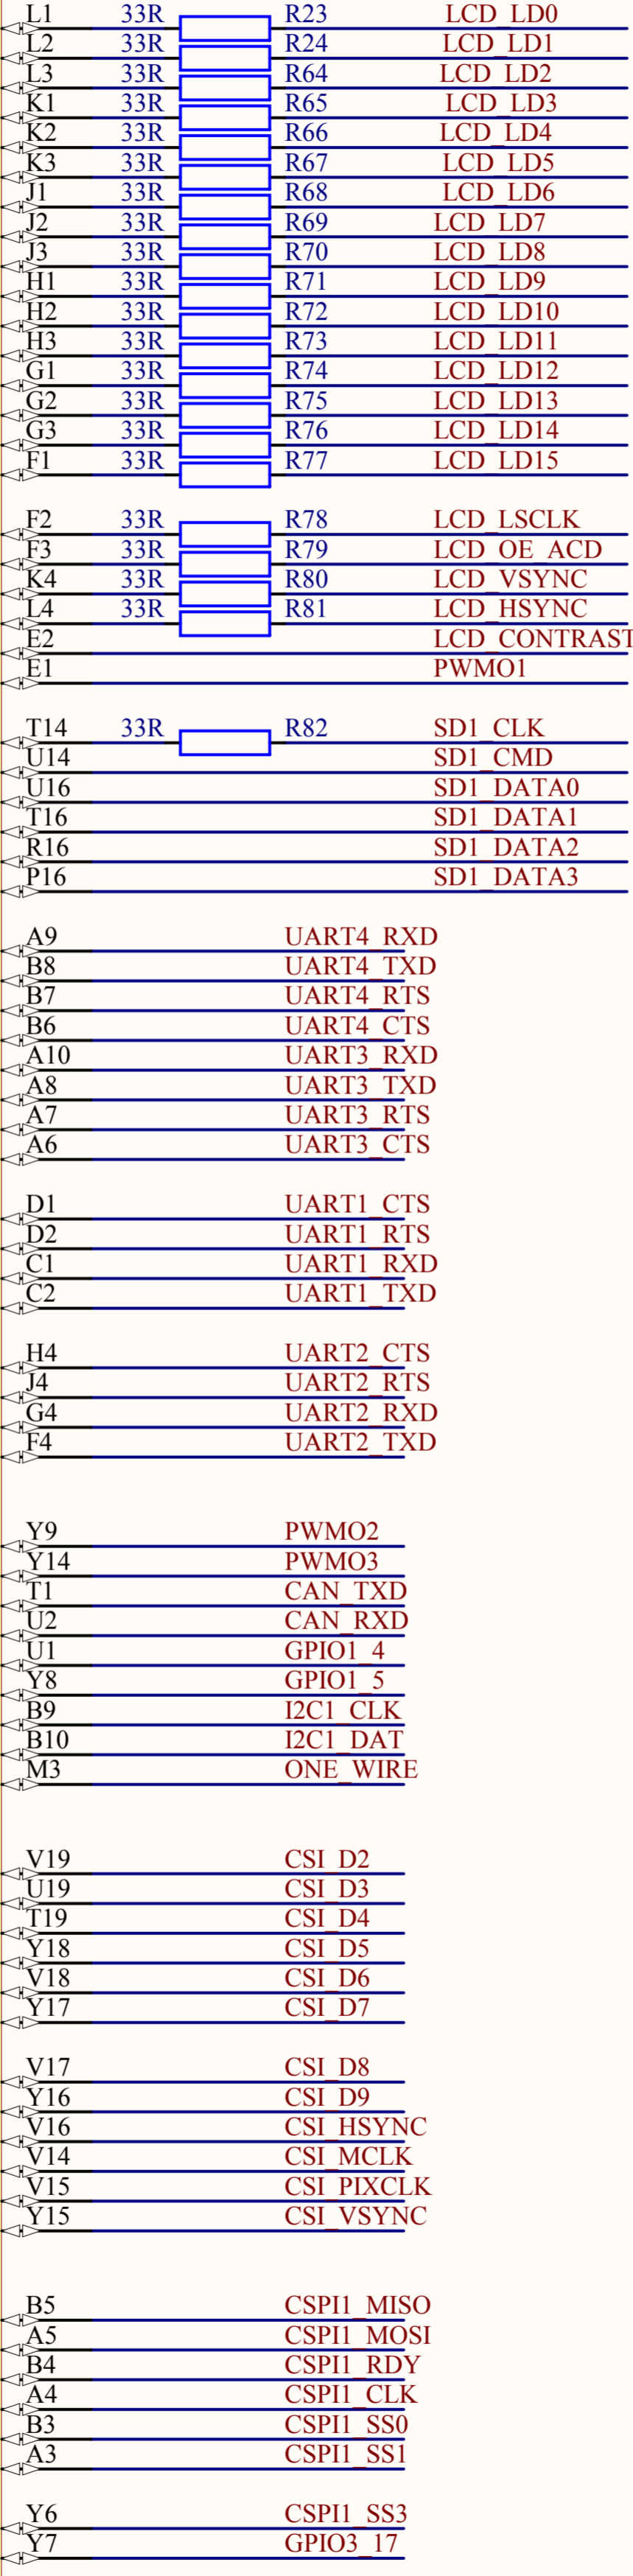 L1 33R R23 LCD_LD0
L2 33R R24 LCD_LD1
L3 33R R64 LCD_LD2
K1 33R R65 LCD_LD3
K2 33R R66 LCD_LD4
K3 33R R67 LCD_LD5
J1 33R R68 LCD_LD6
J2 33R R69 LCD_LD7
J3 33R R70 LCD_LD8
H1 33R R71 LCD_LD9
H2 33R R72 LCD_LD10
H3 33R R73 LCD_LD11
G1 33R R74 LCD_LD12
G2 33R R75 LCD_LD13
G3 33R R76 LCD_LD14
F1 33R R77 LCD_LD15
F2 33R R78 LCD_LSCLK
F3 33R R79 LCD_OE_ACD
K4 33R R80 LCD_VSYNC
L4 33R R81 LCD_HSYNC
E2 LCD_CONTRAST
E1 PWMO1
T14 33R R82 SD1_CLK
U14 SD1_CMD
U16 SD1_DATA0
T16 SD1_DATA1
R16 SD1_DATA2
P16 SD1_DATA3
A9 UART4_RXD
B8 UART4_TXD
B7 UART4_RTS
B6 UART4_CTS
A10 UART3_RXD
A8 UART3_TXD
A7 UART3_RTS
A6 UART3_CTS
D1 UART1_CTS
D2 UART1_RTS
C1 UART1_RXD
C2 UART1_TXD
H4 UART2_CTS
J4 UART2_RTS
G4 UART2_RXD
F4 UART2_TXD
Y9 PWMO2
Y14 PWMO3
T1 CAN_TXD
U2 CAN_RXD
U1 GPIO1_4
Y8 GPIO1_5
B9 I2C1_CLK
B10 I2C1_DAT
M3 ONE_WIRE
V19 CSI_D2
U19 CSI_D3
T19 CSI_D4
Y18 CSI_D5
V18 CSI_D6
Y17 CSI_D7
V17 CSI_D8
Y16 CSI_D9
V16 CSI_HSYNC
V14 CSI_MCLK
V15 CSI_PIXCLK
Y15 CSI_VSYNC
B5 CSPI1_MISO
A5 CSPI1_MOSI
B4 CSPI1_RDY
A4 CSPI1_CLK
B3 CSPI1_SS0
A3 CSPI1_SS1
Y6 CSPI1_SS3
Y7 GPIO3_17